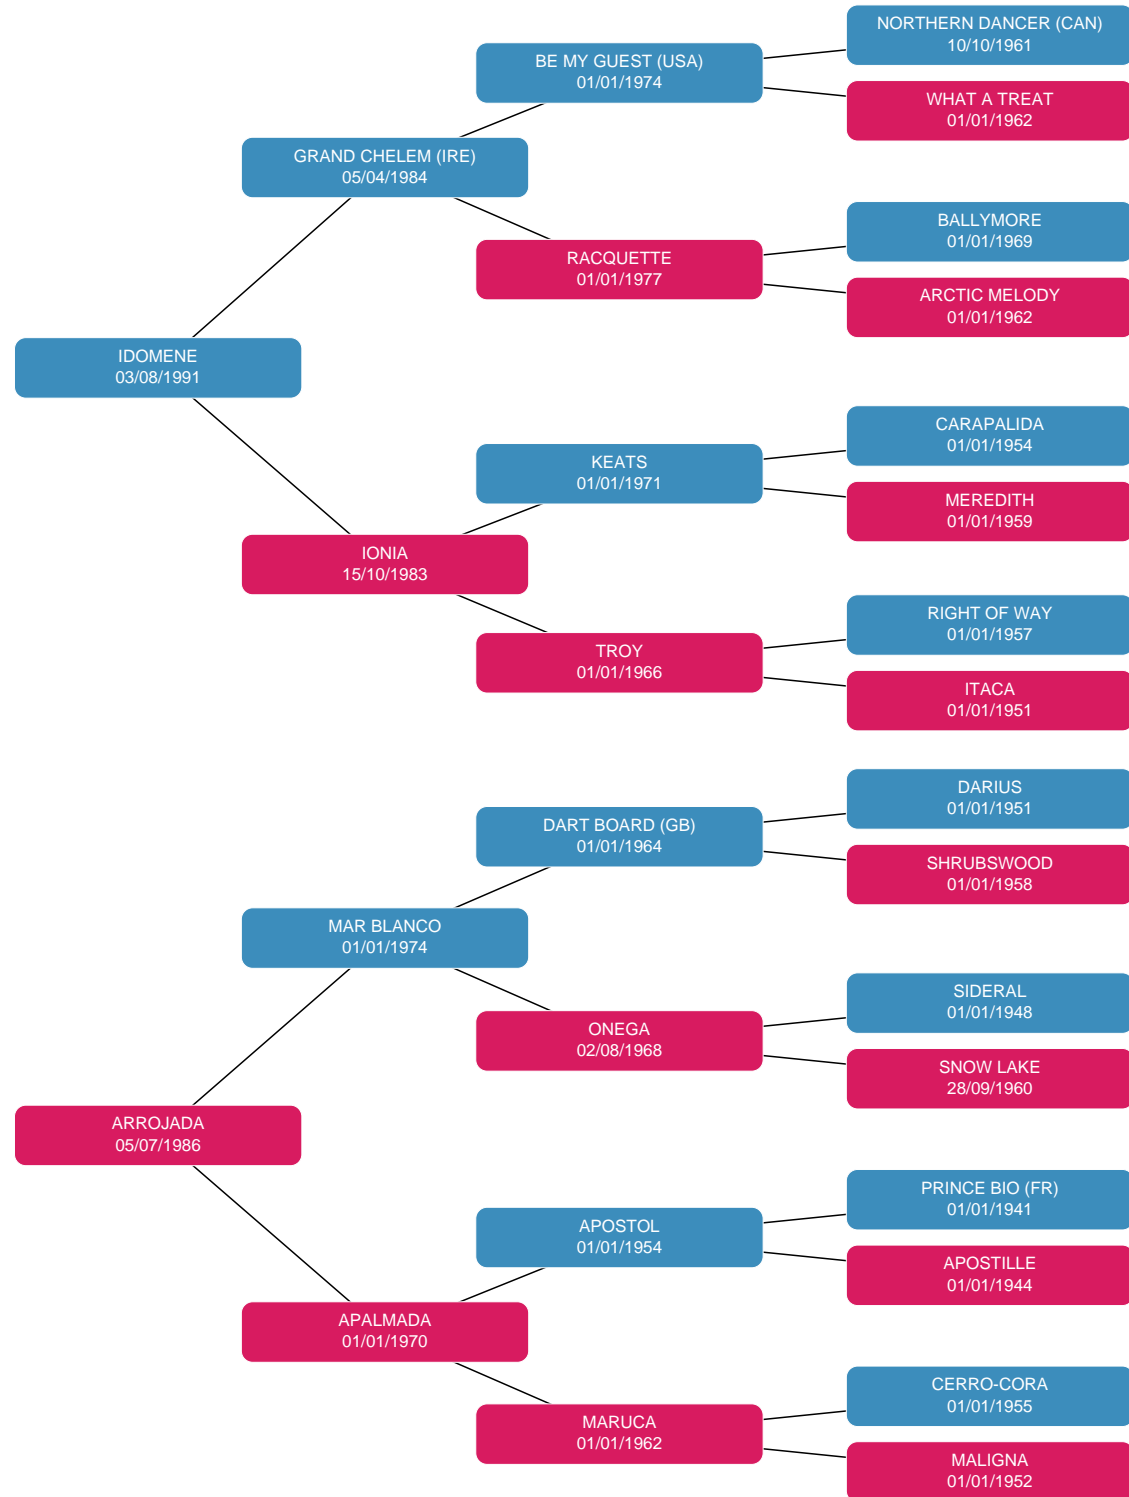 NORTHERN DANCER (CAN)
10/10/1961
BE MY GUEST (USA)
01/01/1974
WHAT A TREAT
01/01/1962
GRAND CHELEM (IRE)
05/04/1984
BALLYMORE
01/01/1969
RACQUETTE
01/01/1977
ARCTIC MELODY
01/01/1962
IDOMENE
03/08/1991
CARAPALIDA
01/01/1954
KEATS
01/01/1971
MEREDITH
01/01/1959
IONIA
15/10/1983
RIGHT OF WAY
01/01/1957
TROY
01/01/1966
ITACA
01/01/1951
DARIUS
01/01/1951
DART BOARD (GB)
01/01/1964
SHRUBSWOOD
01/01/1958
MAR BLANCO
01/01/1974
SIDERAL
01/01/1948
ONEGA
02/08/1968
SNOW LAKE
28/09/1960
ARROJADA
05/07/1986
PRINCE BIO (FR)
01/01/1941
APOSTOL
01/01/1954
APOSTILLE
01/01/1944
APALMADA
01/01/1970
CERRO-CORA
01/01/1955
MARUCA
01/01/1962
MALIGNA
01/01/1952